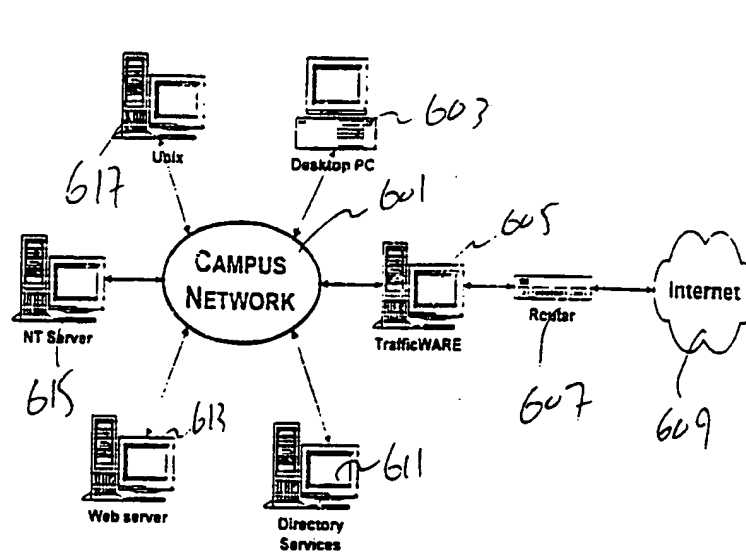 603
Unix
Desktop PC
617
601
605
CAMPUS
NETWORK
Internet
NT Server
TrafficWARE
Router
615
613
607
609
611
Web server
Directory
Services